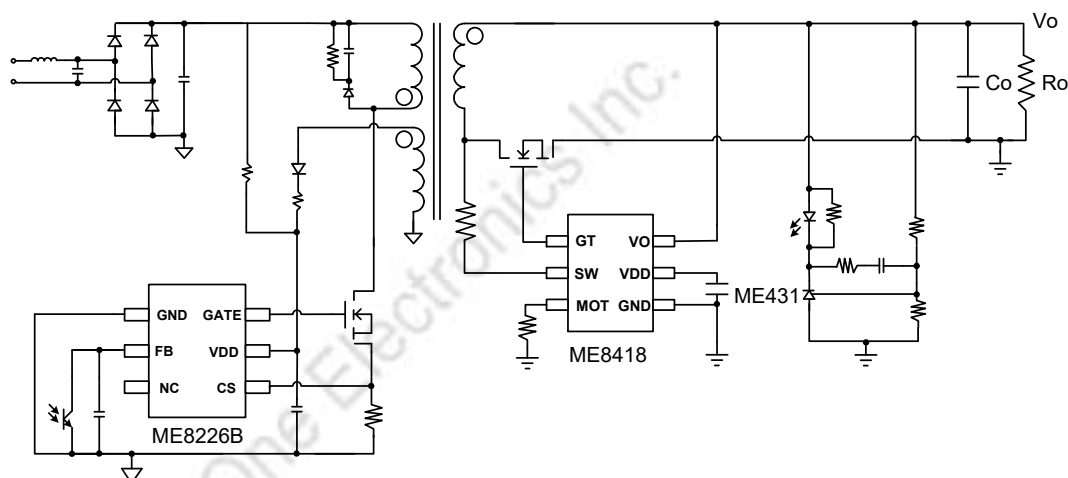 Vo
Co
Ro
GT
VO
SW
VDD
MOT
GND
ME8418
ME431
GND
GATE
FB
VDD
NC
CS
ME8226B
One Electronics Inc.